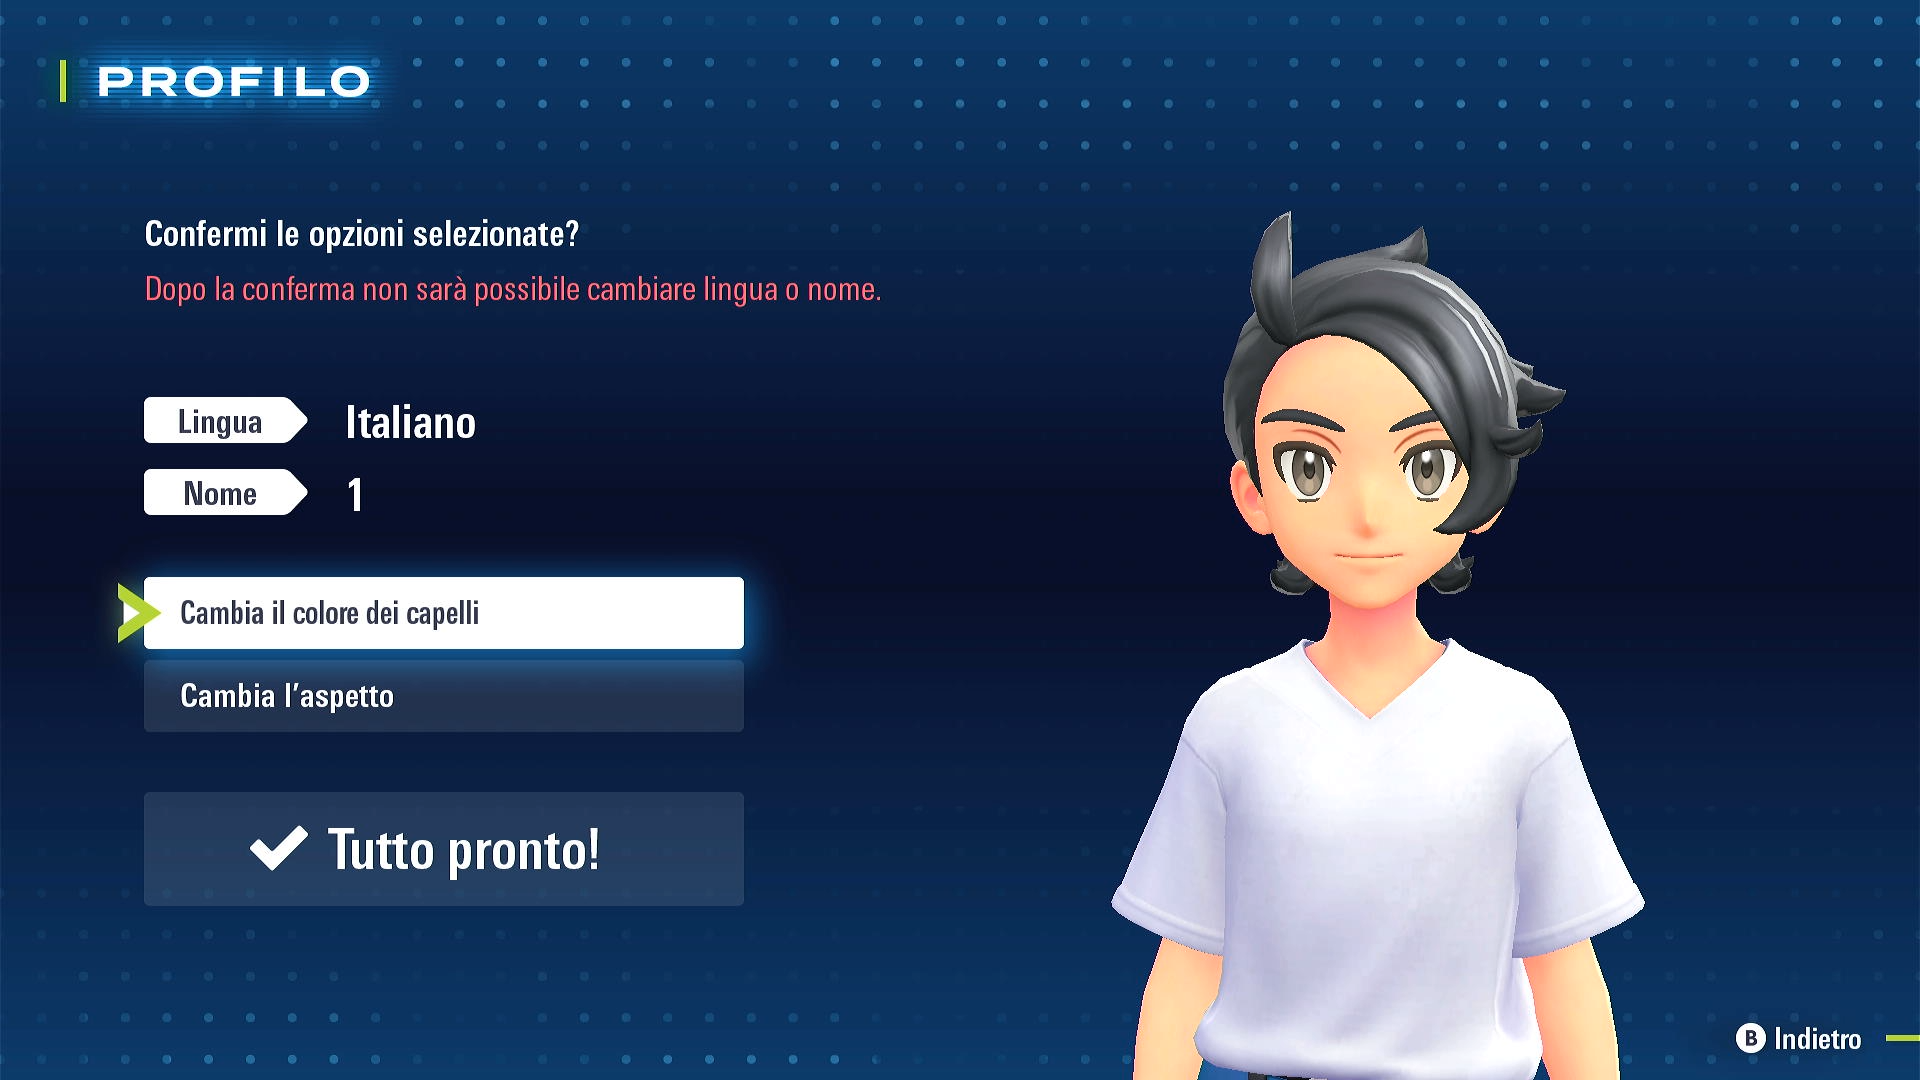 PROFILO
Confermi le opzioni selezionate?
Dopo la conferma non sarà possibile cambiare lingua o nome.
Lingua Italiano
Nome 1
Cambia il colore dei capelli
Cambia l’aspetto
Tutto pronto!
B Indietro